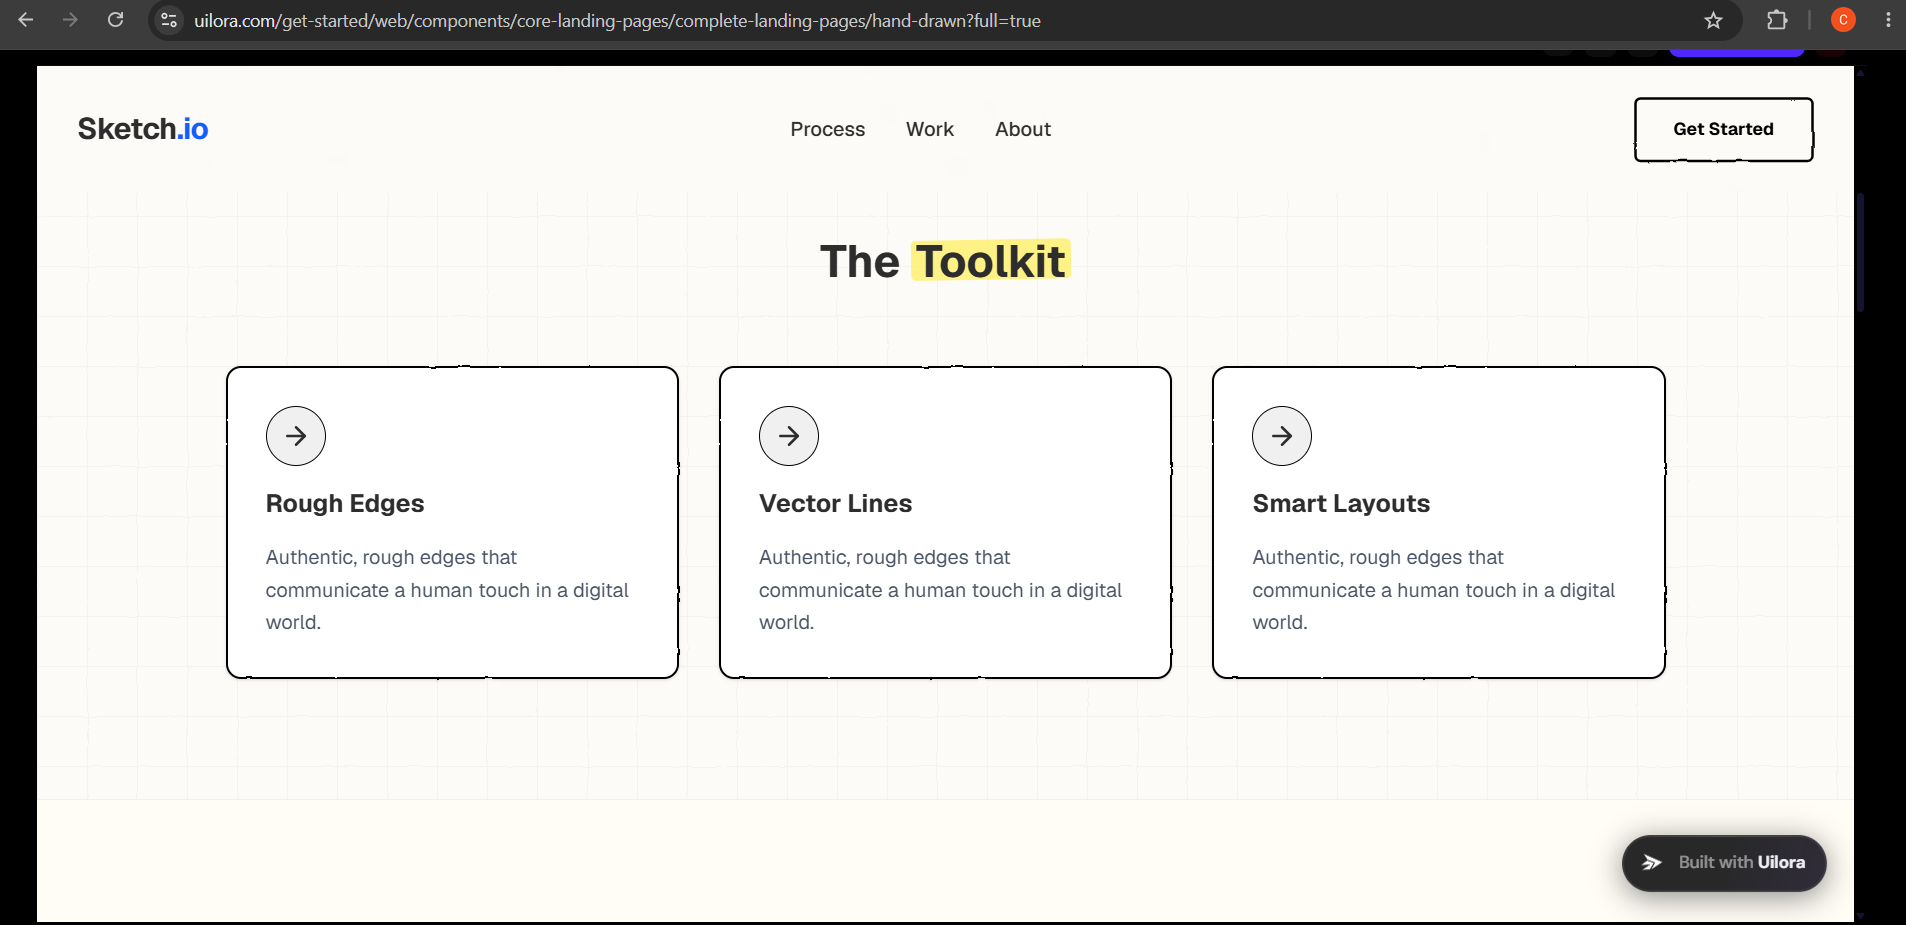 uilora.com/get-started/web/components/core-landing-pages/complete-landing-pages/hand-drawn?full=true
C
Sketch.io
Process
Work
About
Get Started
The Toolkit
Rough Edges
Authentic, rough edges that
communicate a human touch in a digital
world.
Vector Lines
Authentic, rough edges that
communicate a human touch in a digital
world.
Smart Layouts
Authentic, rough edges that
communicate a human touch in a digital
world.
Built with Uilora